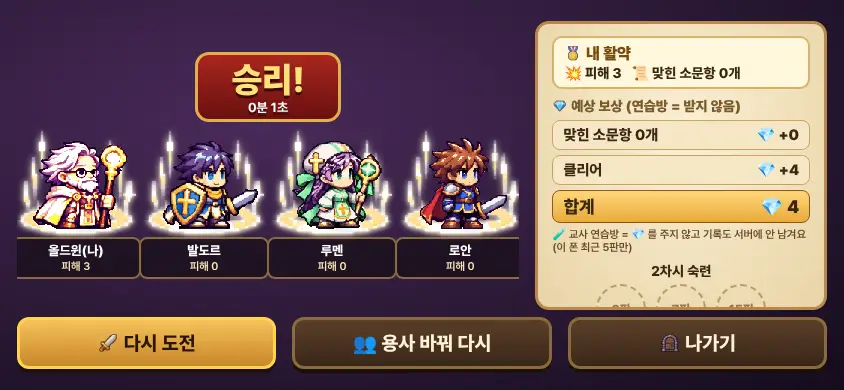 승리!
0분 1초
올드윈(나)
피해 3
발도르
피해 0
루멘
피해 0
로안
피해 0
내 활약
피해 3 맞힌 소문항 0개
예상 보상 (연습방 = 받지 않음)
맞힌 소문항 0개 +0
클리어 +4
합계 4
교사 연습방 = 를 주지 않고 기록도 서버에 안 남겨요
(이 폰 최근 5판만)
2차시 숙련
다시 도전
용사 바꿔 다시
나가기